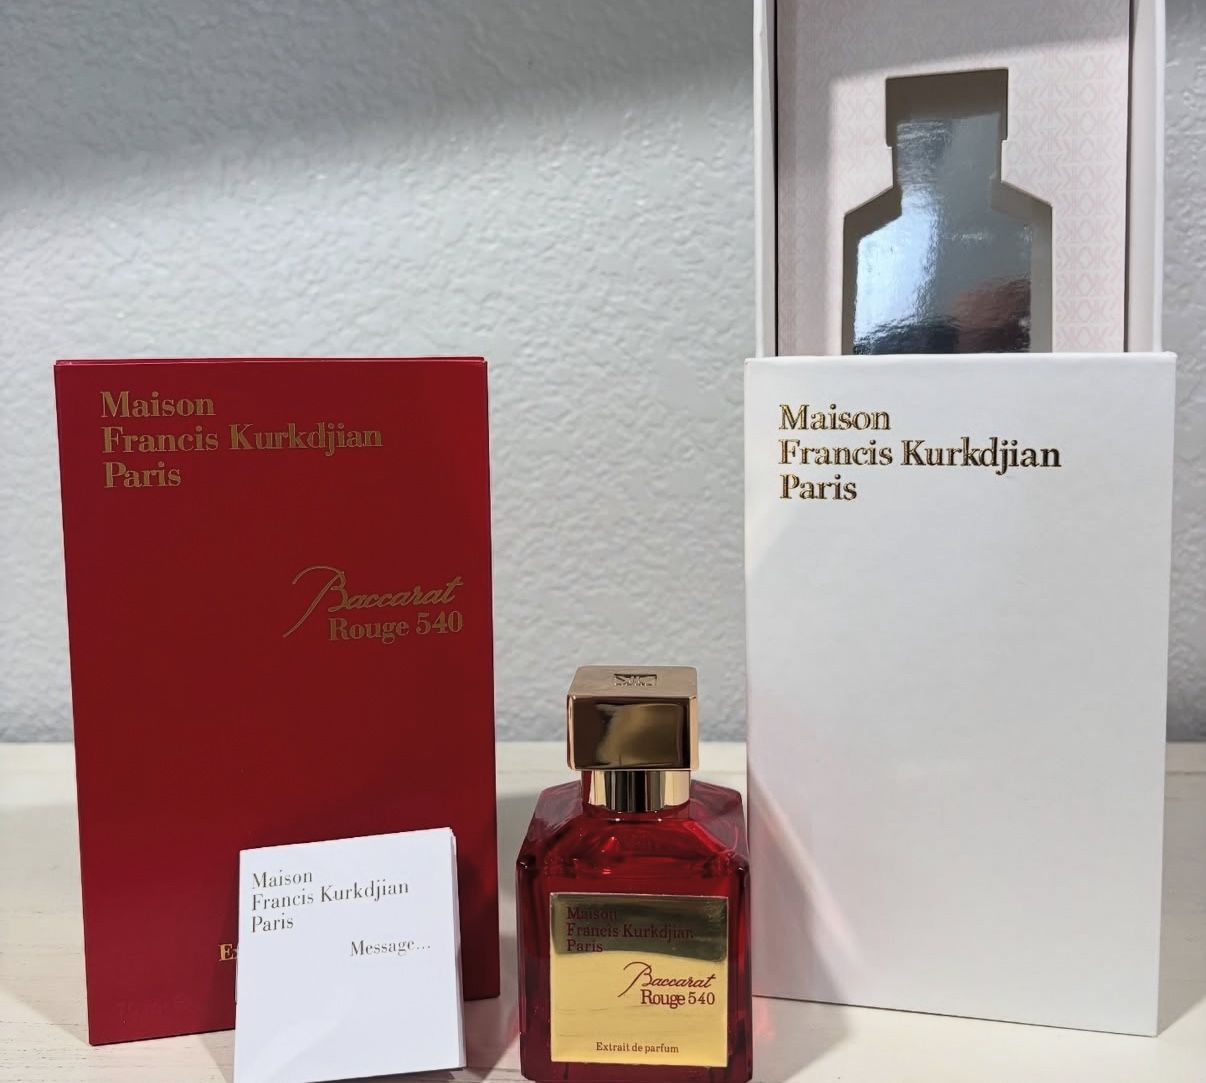 Maison
Francis Kurkdjian
Paris
Baccarat
Rouge 540
Maison
Francis Kurkdjian
Paris
Message...
Maison
Francis Kurkdjian
Paris
Baccarat
Rouge 540
Extrait de parfum
Maison
Francis Kurkdjian
Paris